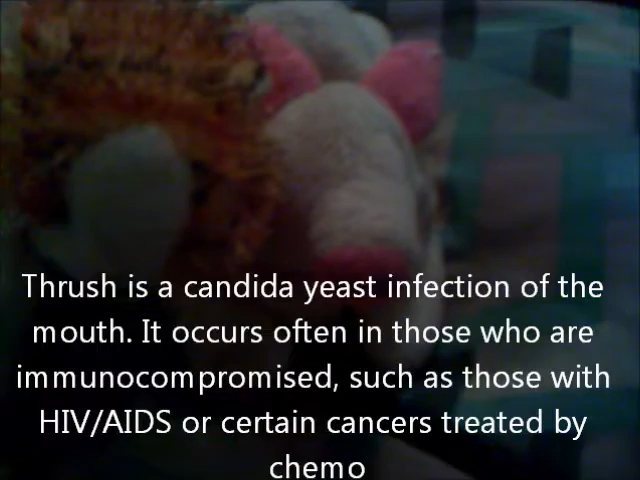 Thrush is a candida yeast infection of the
mouth. It occurs often in those who are
immunocompromised, such as those with
HIV/AIDS or certain cancers treated by
chemo